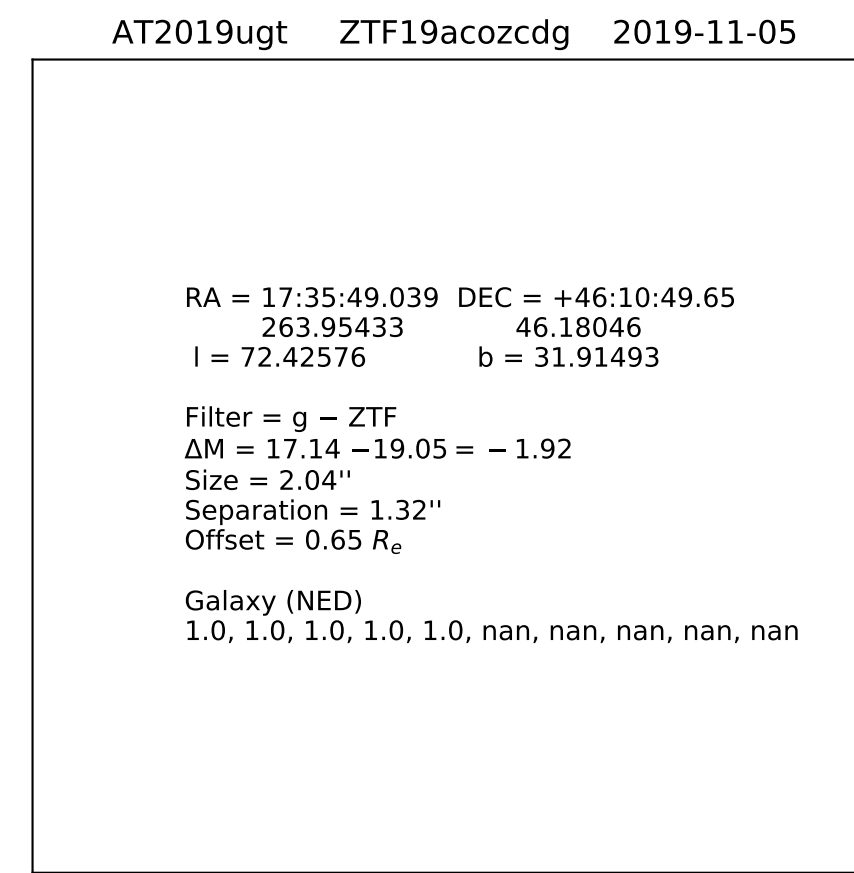 AT2019ugt ZTF19acozcdg 2019-11-05
RA = 17:35:49.039 DEC = +46:10:49.65
263.95433 46.18046
l = 72.42576 b = 31.91493
Filter = g − ZTF
ΔM = 17.14 −19.05 = − 1.92
Size = 2.04''
Separation = 1.32''
Offset = 0.65 Re
Galaxy (NED)
1.0, 1.0, 1.0, 1.0, 1.0, nan, nan, nan, nan, nan